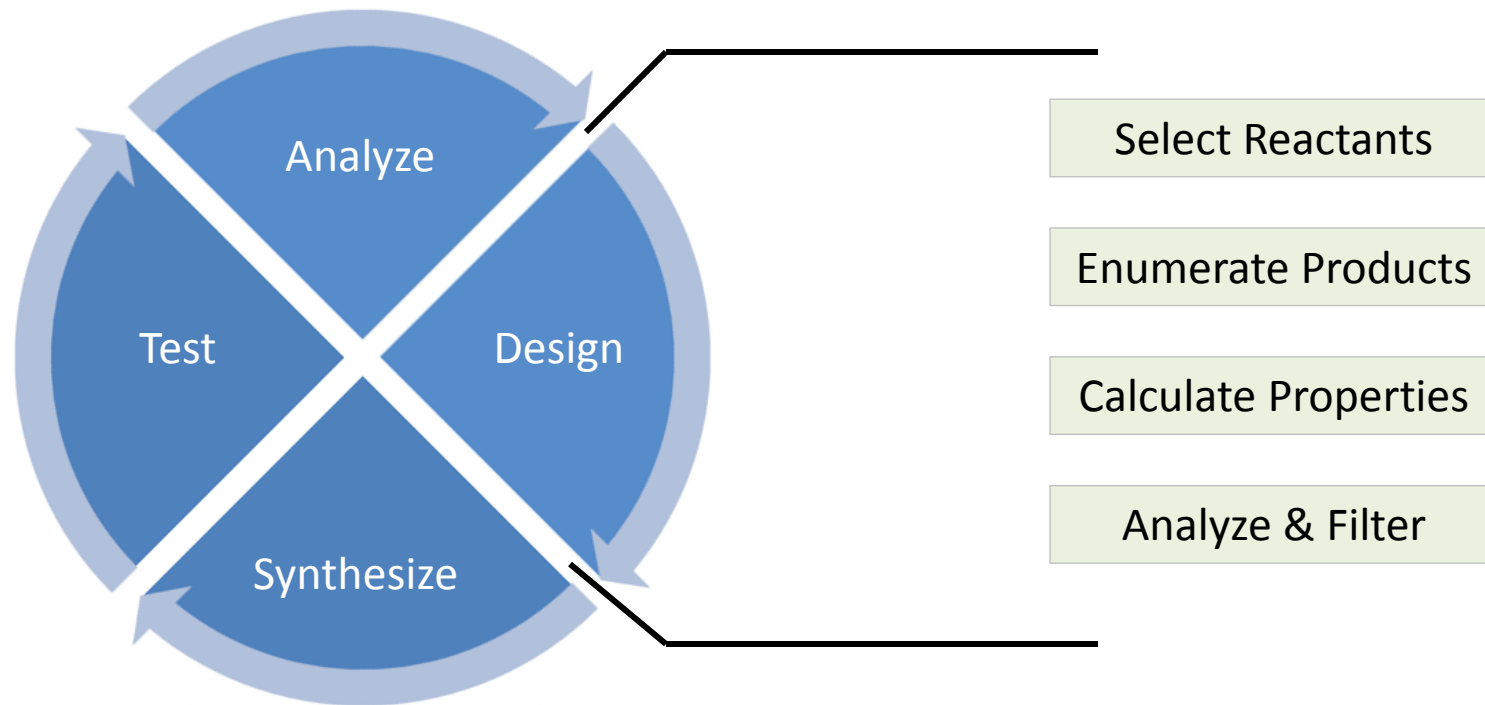 Analyze
Test
Design
Synthesize
Select Reactants
Enumerate Products
Calculate Properties
Analyze & Filter